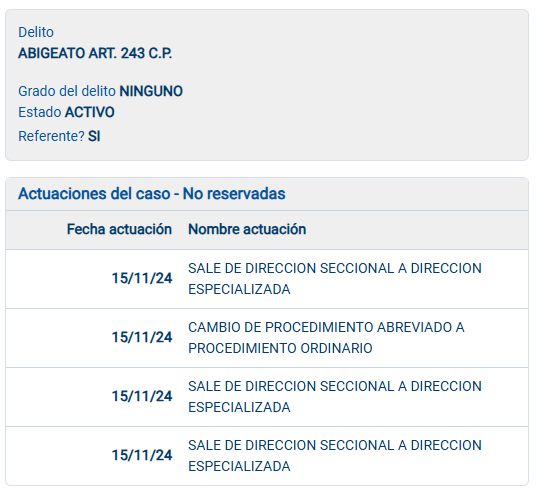 Delito
ABIGEATO ART. 243 C.P.
Grado del delito NINGUNO
Estado ACTIVO
Referente? SI
Actuaciones del caso - No reservadas
Fecha actuación Nombre actuación
15/11/24 SALE DE DIRECCION SECCIONAL A DIRECCION
ESPECIALIZADA
15/11/24 CAMBIO DE PROCEDIMIENTO ABREVIADO A
PROCEDIMIENTO ORDINARIO
15/11/24 SALE DE DIRECCION SECCIONAL A DIRECCION
ESPECIALIZADA
15/11/24 SALE DE DIRECCION SECCIONAL A DIRECCION
ESPECIALIZADA